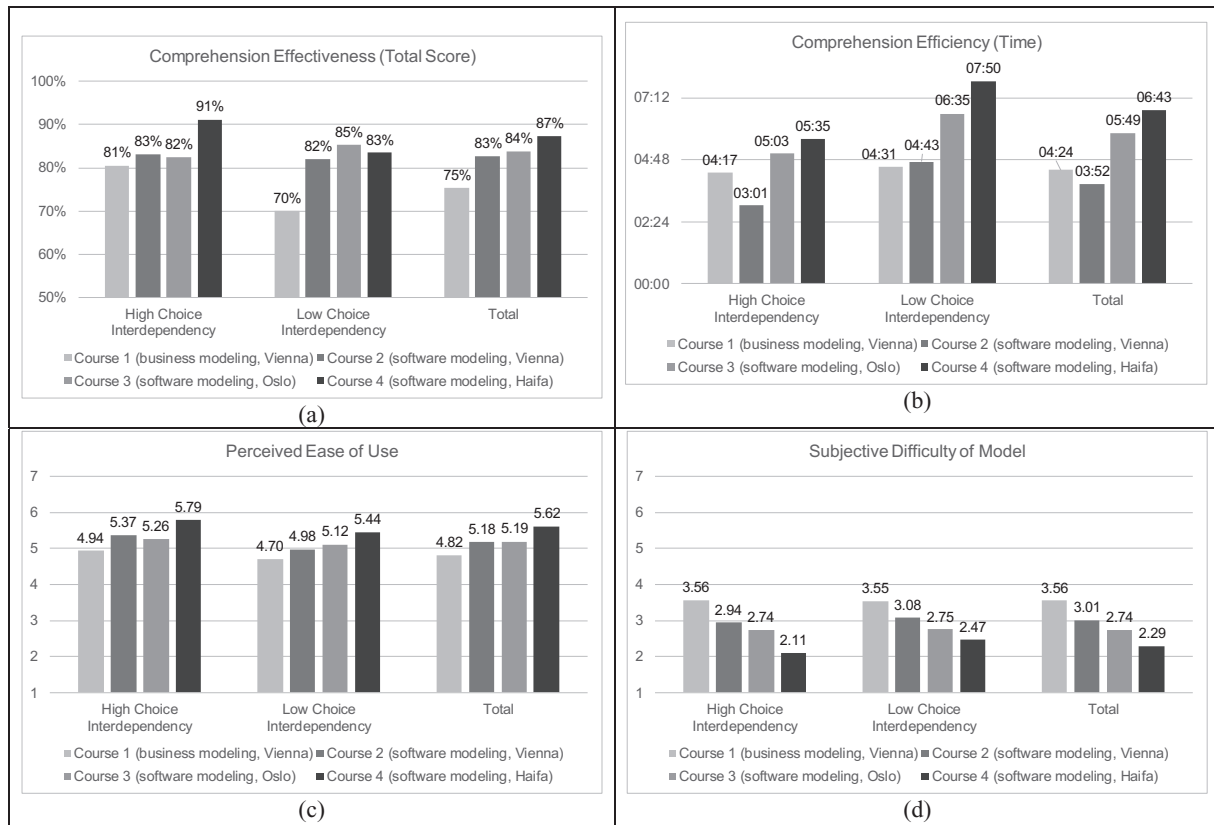 Comprehension Effectiveness (Total Score)
100%
90%
80%
70%
60%
50%
81%
83%
82%
91%
70%
82%
85%
83%
75%
83%
84%
87%
High Choice
Interdependency
Low Choice
Interdependency
Total
Course 1 (business modeling, Vienna)
Course 2 (software modeling, Vienna)
Course 3 (software modeling, Oslo)
Course 4 (software modeling, Haifa)
(a)
Comprehension Efficiency (Time)
07:12
04:48
02:24
00:00
04:17
03:01
05:03
05:35
04:31
04:43
06:35
07:50
04:24
03:52
05:49
06:43
High Choice
Interdependency
Low Choice
Interdependency
Total
Course 1 (business modeling, Vienna)
Course 2 (software modeling, Vienna)
Course 3 (software modeling, Oslo)
Course 4 (software modeling, Haifa)
(b)
Perceived Ease of Use
7
6
5
4
3
2
1
4.94
5.37
5.26
5.79
4.70
4.98
5.12
5.44
4.82
5.18
5.19
5.62
High Choice
Interdependency
Low Choice
Interdependency
Total
Course 1 (business modeling, Vienna)
Course 2 (software modeling, Vienna)
Course 3 (software modeling, Oslo)
Course 4 (software modeling, Haifa)
(c)
Subjective Difficulty of Model
7
6
5
4
3
2
1
3.56
2.94
2.74
2.11
3.55
3.08
2.75
2.47
3.56
3.01
2.74
2.29
High Choice
Interdependency
Low Choice
Interdependency
Total
Course 1 (business modeling, Vienna)
Course 2 (software modeling, Vienna)
Course 3 (software modeling, Oslo)
Course 4 (software modeling, Haifa)
(d)